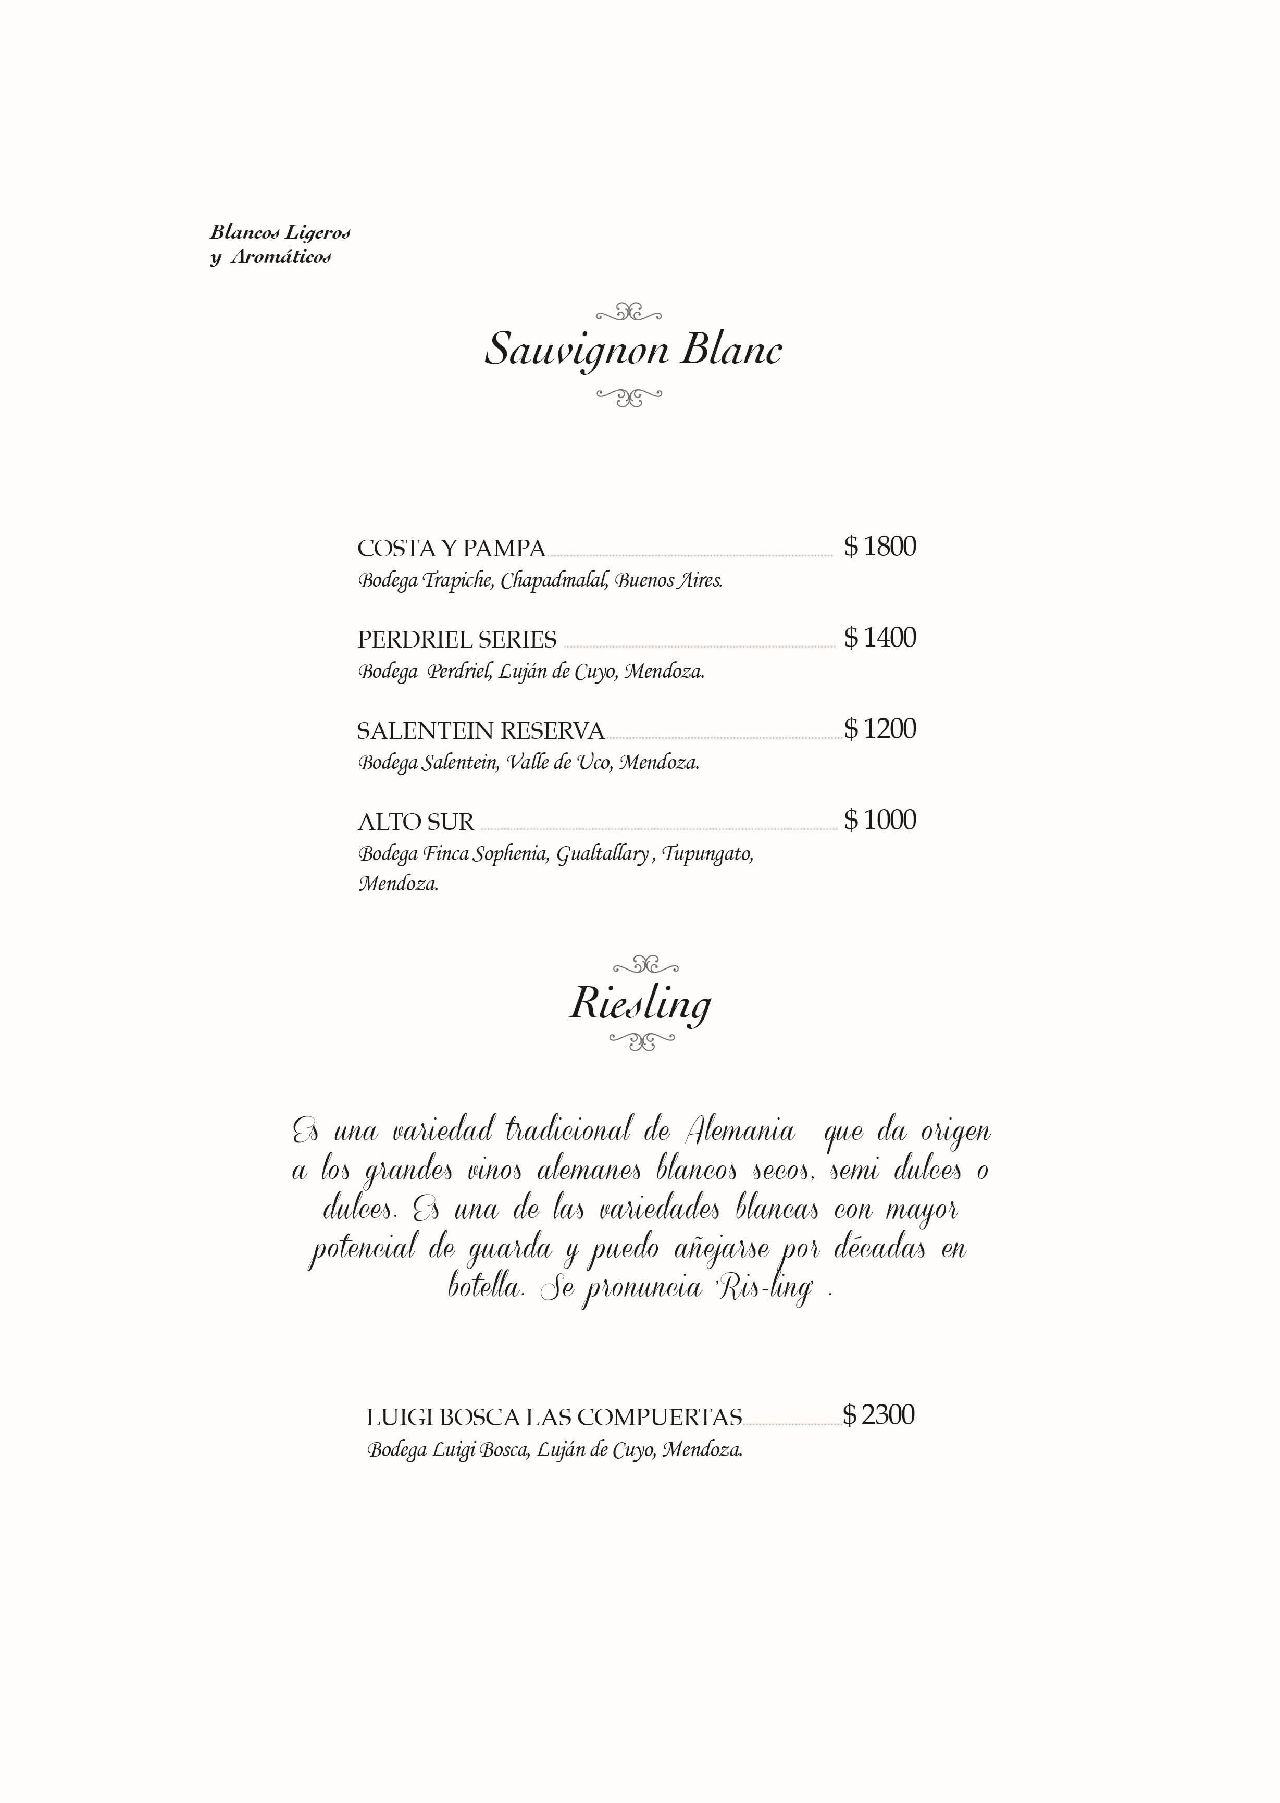 Blancos Ligeros
y Aromáticos
Sauvignon Blanc
COSTA Y PAMPA $ 1800
Bodega Trapiche, Chapadmalal, Buenos Aires.
PERDRIEL SERIES $ 1400
Bodega Perdriel, Luján de Cuyo, Mendoza.
SALENTEIN RESERVA $ 1200
Bodega Salentein, Valle de Uco, Mendoza.
ALTO SUR $ 1000
Bodega Finca Sophenia, Gualtallary, Tupungato,
Mendoza.
Riesling
Es una variedad tradicional de Alemania que da origen
a los grandes vinos alemanes blancos secos, semi dulces o
dulces. Es una de las variedades blancas con mayor
potencial de guarda y puedo añejarse por décadas en
botella. Se pronuncia 'Ris-ling' .
LUIGI BOSCA LAS COMPUERTAS $ 2300
Bodega Luigi Bosca, Luján de Cuyo, Mendoza.